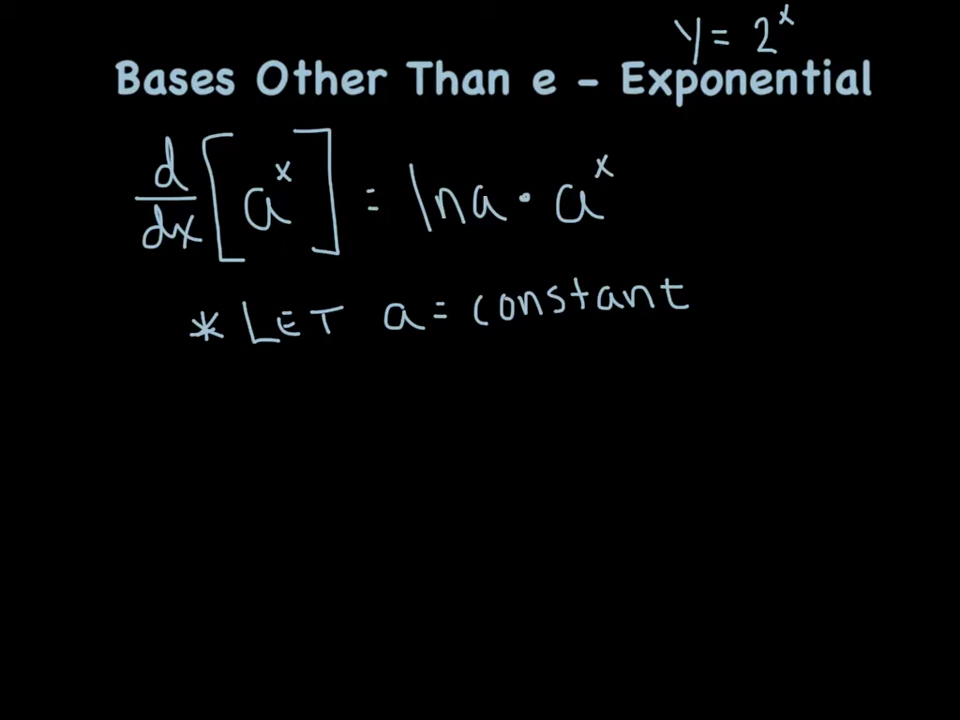 y = 2^x
Bases Other Than e - Exponential
d/dx [a^x] = ln a · a^x
* LET a = constant